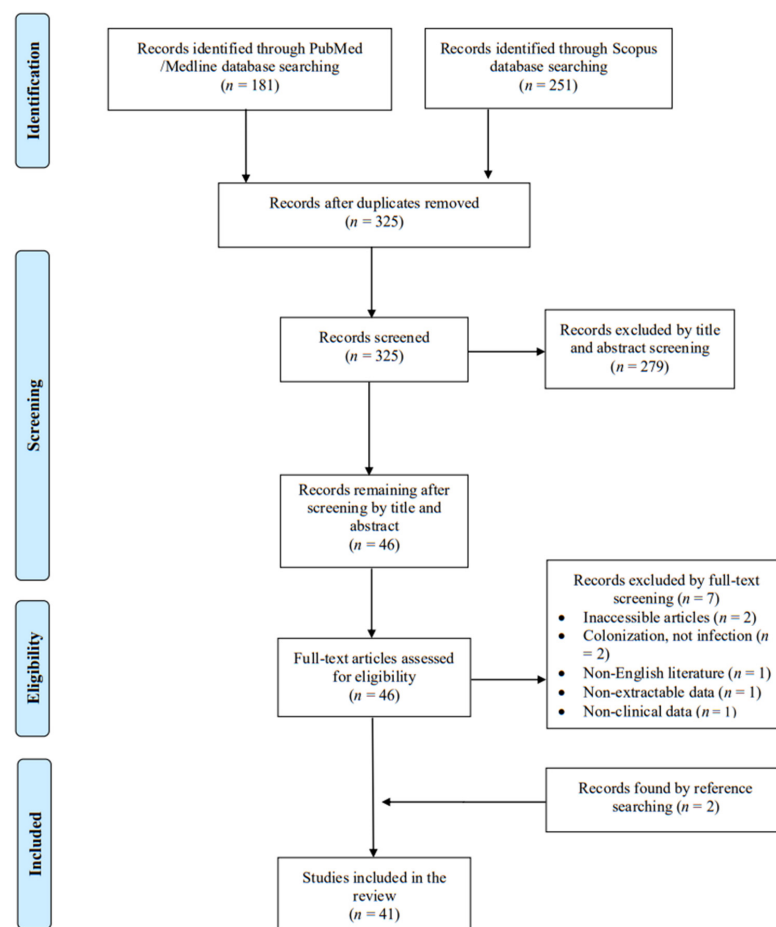 Identification
Records identified through PubMed
/Medline database searching
(n = 181)
Records identified through Scopus
database searching
(n = 251)
Records after duplicates removed
(n = 325)
Screening
Records screened
(n = 325)
Records excluded by title
and abstract screening
(n = 279)
Records remaining after
screening by title and
abstract
(n = 46)
Eligibility
Full-text articles assessed
for eligibility
(n = 46)
Records excluded by full-text
screening (n = 7)
• Inaccessible articles (n = 2)
• Colonization, not infection (n
= 2)
• Non-English literature (n = 1)
• Non-extractable data (n = 1)
• Non-clinical data (n = 1)
Included
Records found by reference
searching (n = 2)
Studies included in the
review
(n = 41)